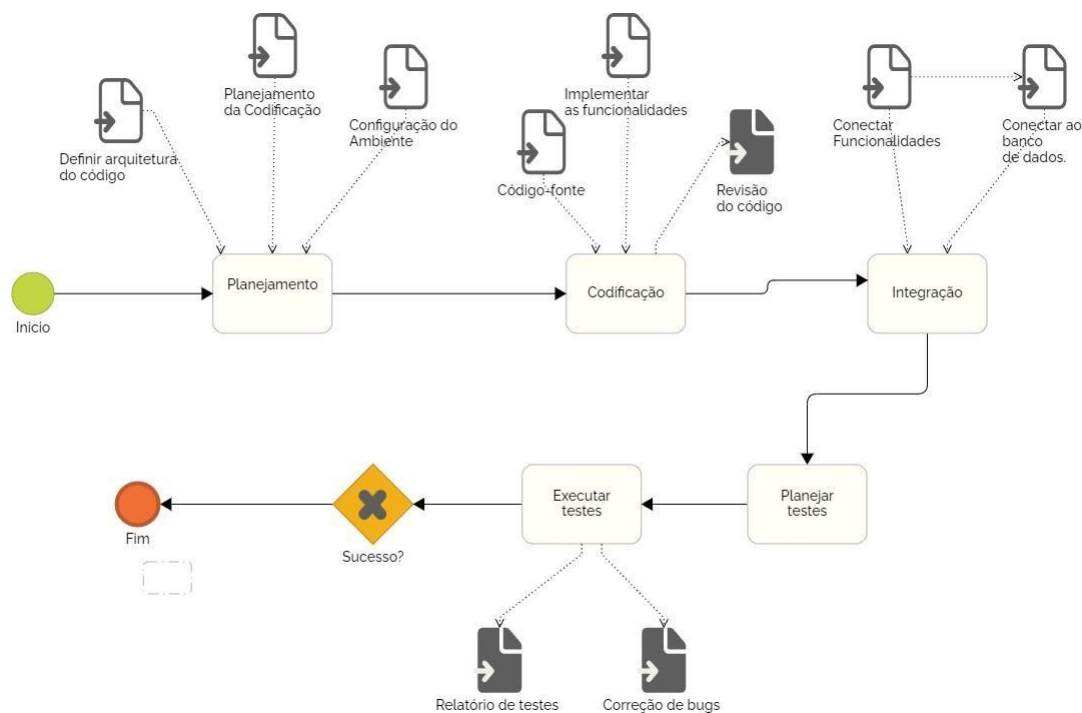 Planejamento
da Codificação
Implementar
as funcionalidades
Configuração do
Ambiente
Conectar
Funcionalidades
Conectar ao
banco
de dados.
Definir arquitetura
do código
Código-fonte
Revisão
do código
Planejamento
Codificação
Integração
Inicio
Executar
testes
Planejar
testes
Fim
Sucesso?
Relatório de testes
Correção de bugs